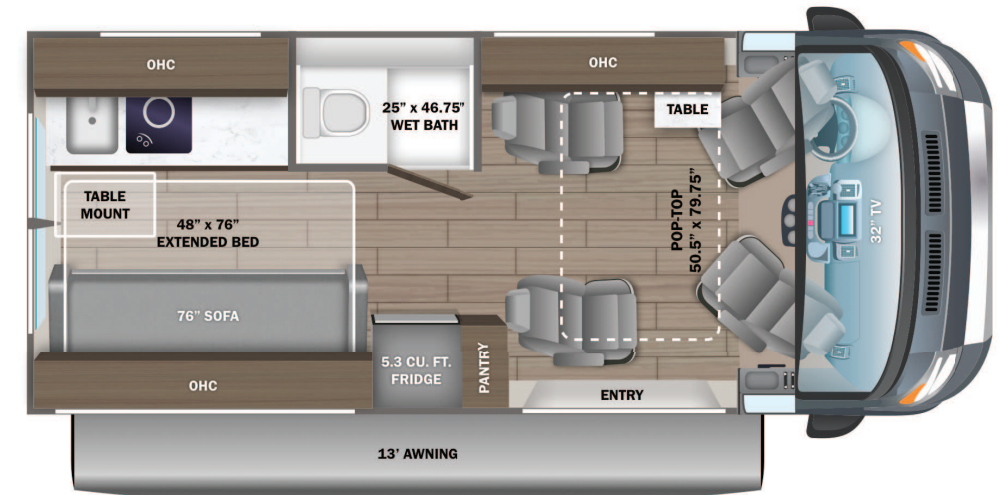 OHC
OHC
25" x 46.75"
WET BATH
TABLE
TABLE
MOUNT
48" x 76"
EXTENDED BED
POP-TOP
50.5" x 79.75"
32" TV
76" SOFA
5.3 CU. FT.
FRIDGE
PANTRY
OHC
ENTRY
13' AWNING